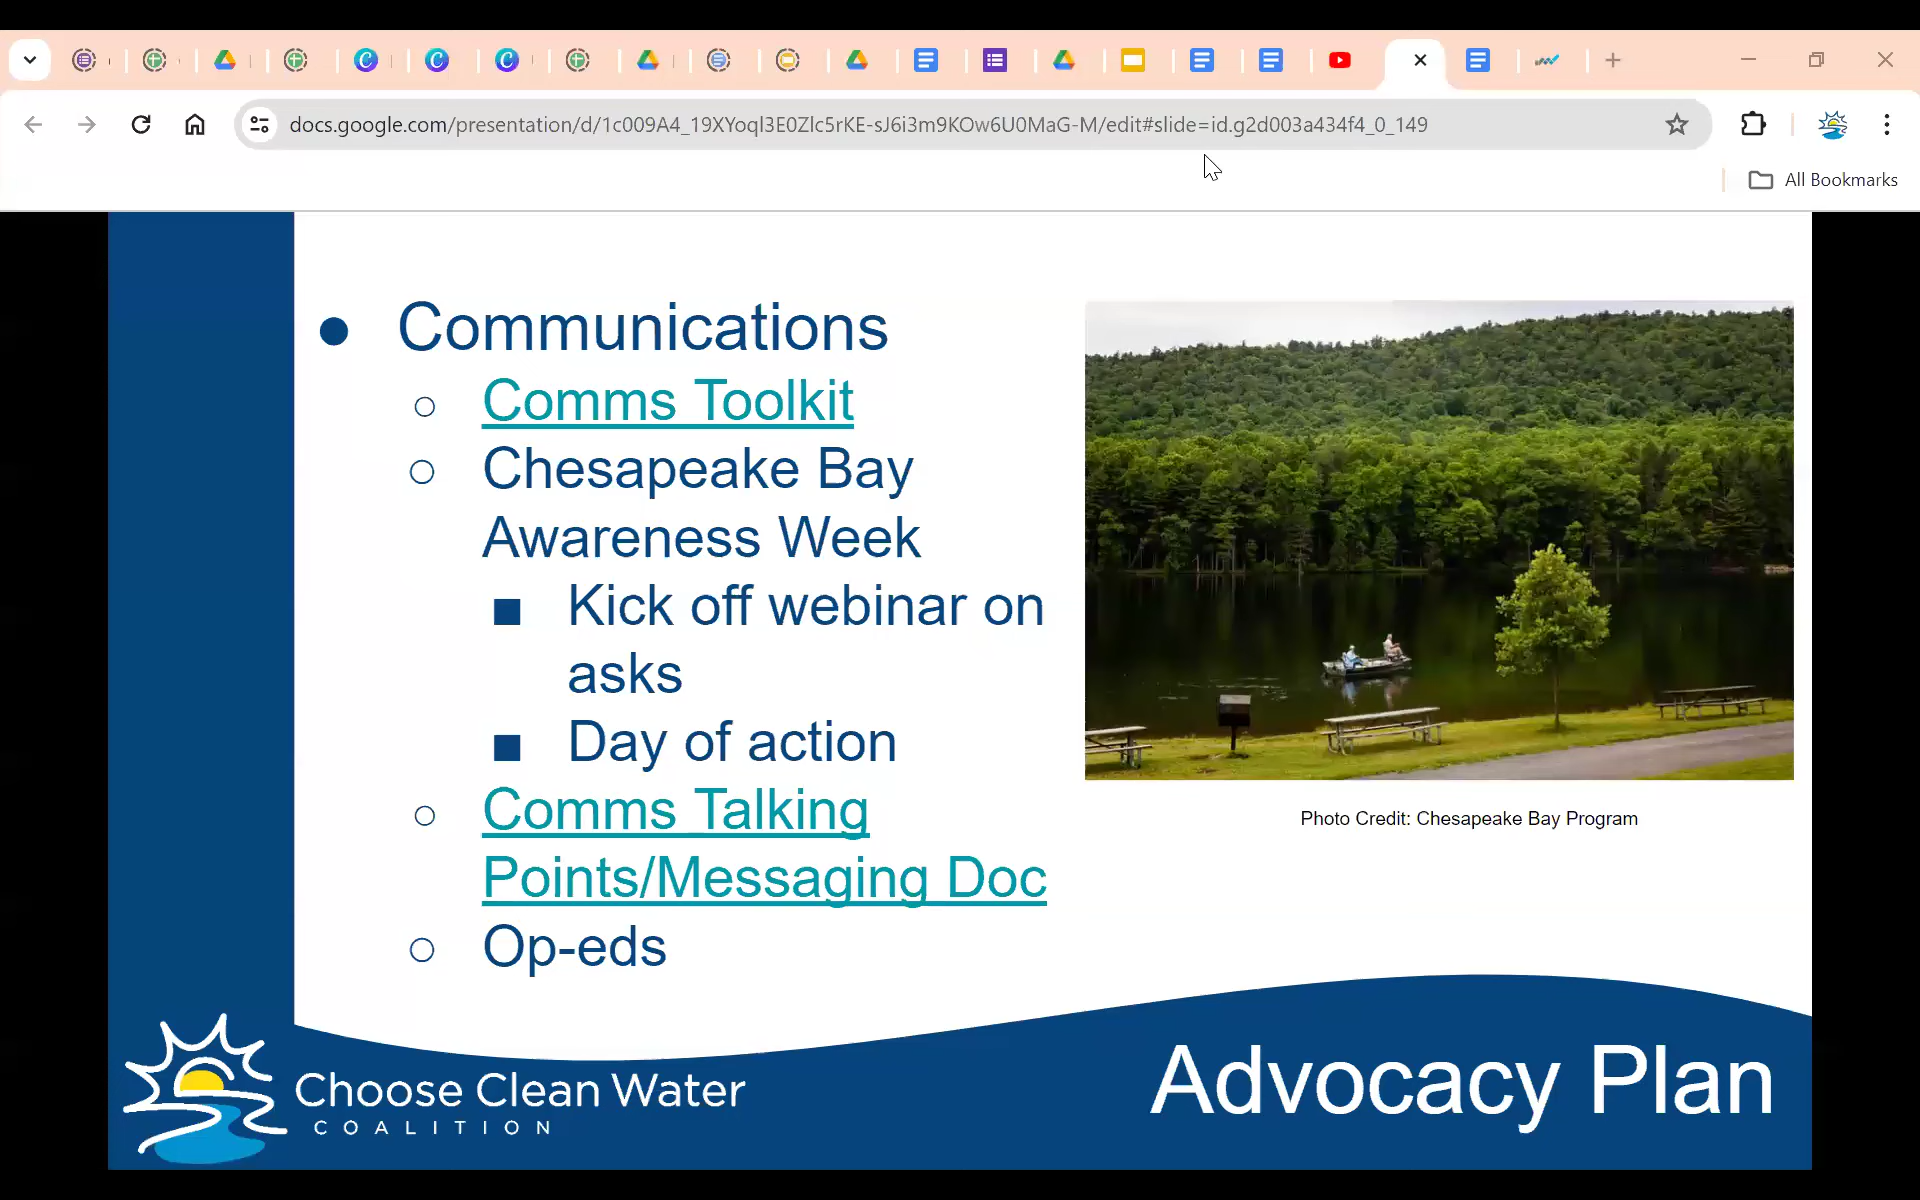 docs.google.com/presentation/d/1c009A4_19XYoql3E0Zlc5rKE-sJ6i3m9KOw6U0MaG-M/edit#slide=id.g2d003a434f4_0_149
All Bookmarks
Communications
Comms Toolkit
Chesapeake Bay
Awareness Week
Kick off webinar on
asks
Day of action
Comms Talking
Points/Messaging Doc
Op-eds
Photo Credit: Chesapeake Bay Program
Choose Clean Water
COALITION
Advocacy Plan